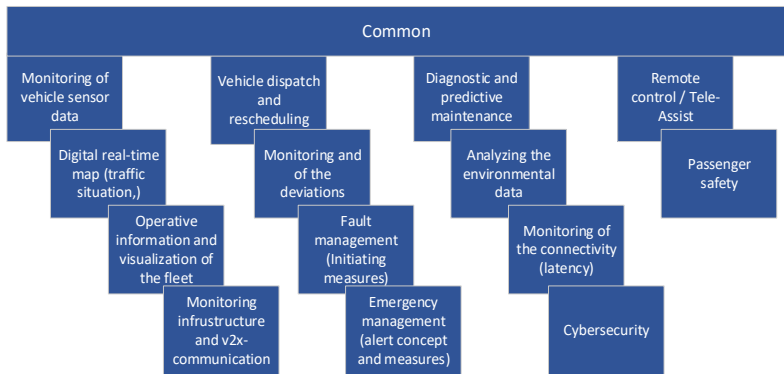 Common
Monitoring of
vehicle sensor
data
Digital real-time
map (traffic
situation,)
Operative
information and
visualization of
the fleet
Monitoring
infrustructure
and v2x-
communication
Vehicle dispatch
and
rescheduling
Monitoring and
of the
deviations
Fault
management
(Initiating
measures)
Emergency
management
(alert concept
and measures)
Diagnostic and
predictive
maintenance
Analyzing the
environmental
data
Monitoring of
the connectivity
(latency)
Cybersecurity
Remote
control / Tele-
Assist
Passenger
safety